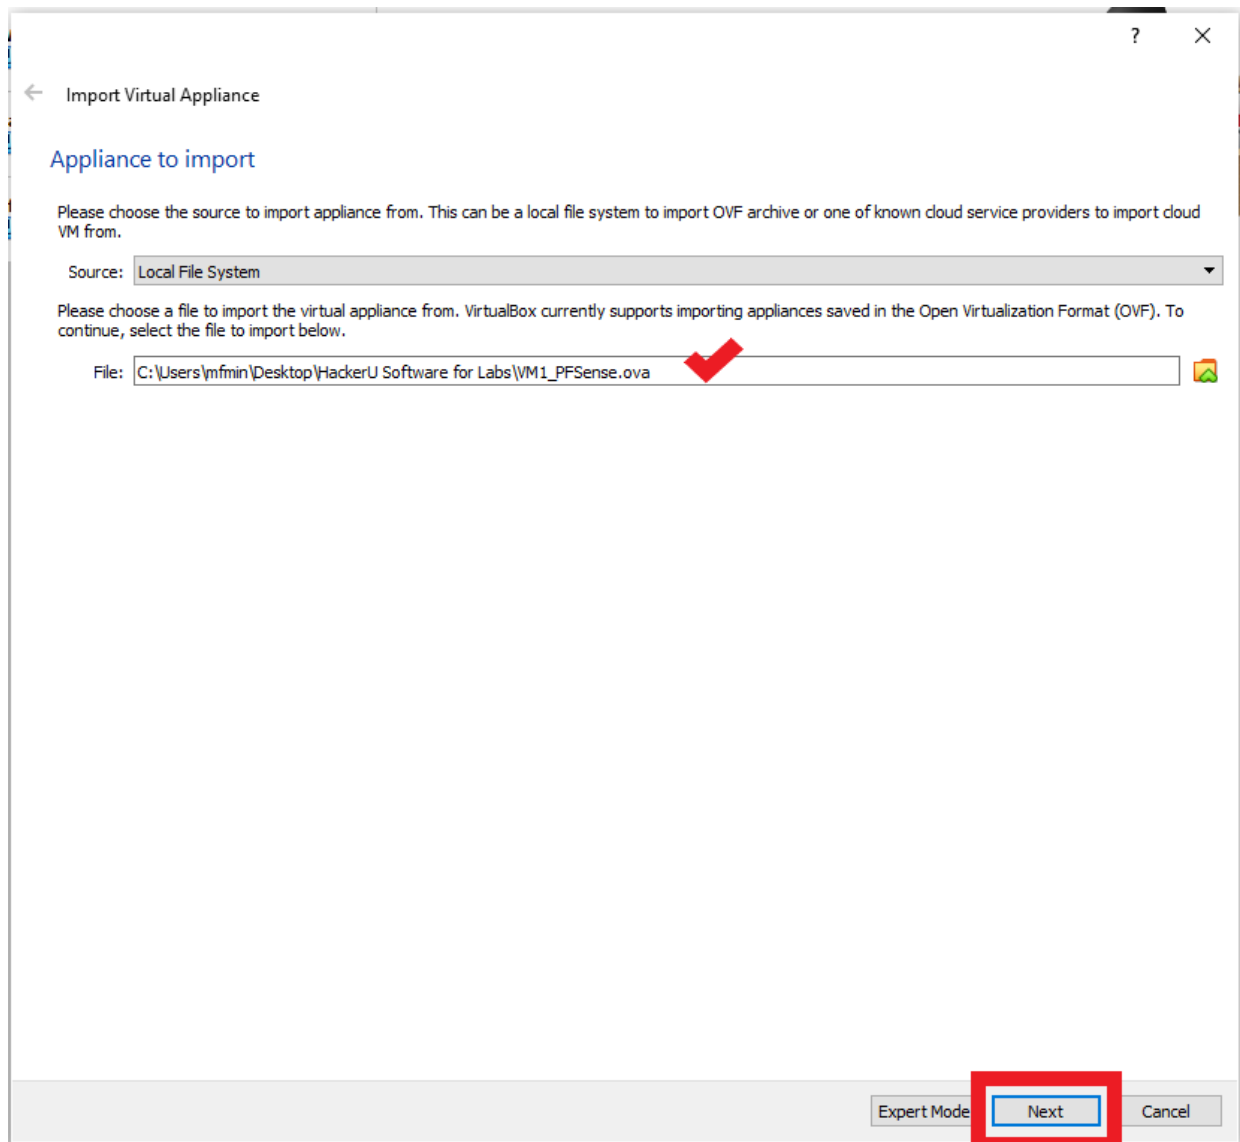 ?
Import Virtual Appliance
Appliance to import
Please choose the source to import appliance from. This can be a local file system to import OVF archive or one of known cloud service providers to import cloud
VM from.
Source: Local File System
Please choose a file to import the virtual appliance from. VirtualBox currently supports importing appliances saved in the Open Virtualization Format (OVF). To
continue, select the file to import below.
File: C:\Users\mfmin\Desktop\HackerU Software for Labs\VM1_PFSense.ova
Expert Mode Next Cancel